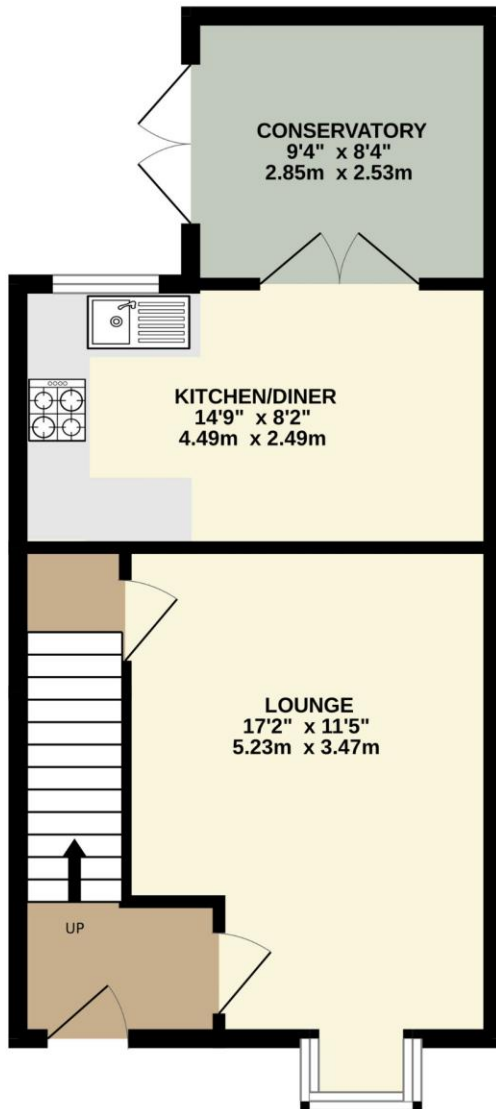 CONSERVATORY
9'4" x 8'4"
2.85m x 2.53m
KITCHEN/DINER
14'9" x 8'2"
4.49m x 2.49m
LOUNGE
17'2" x 11'5"
5.23m x 3.47m
UP